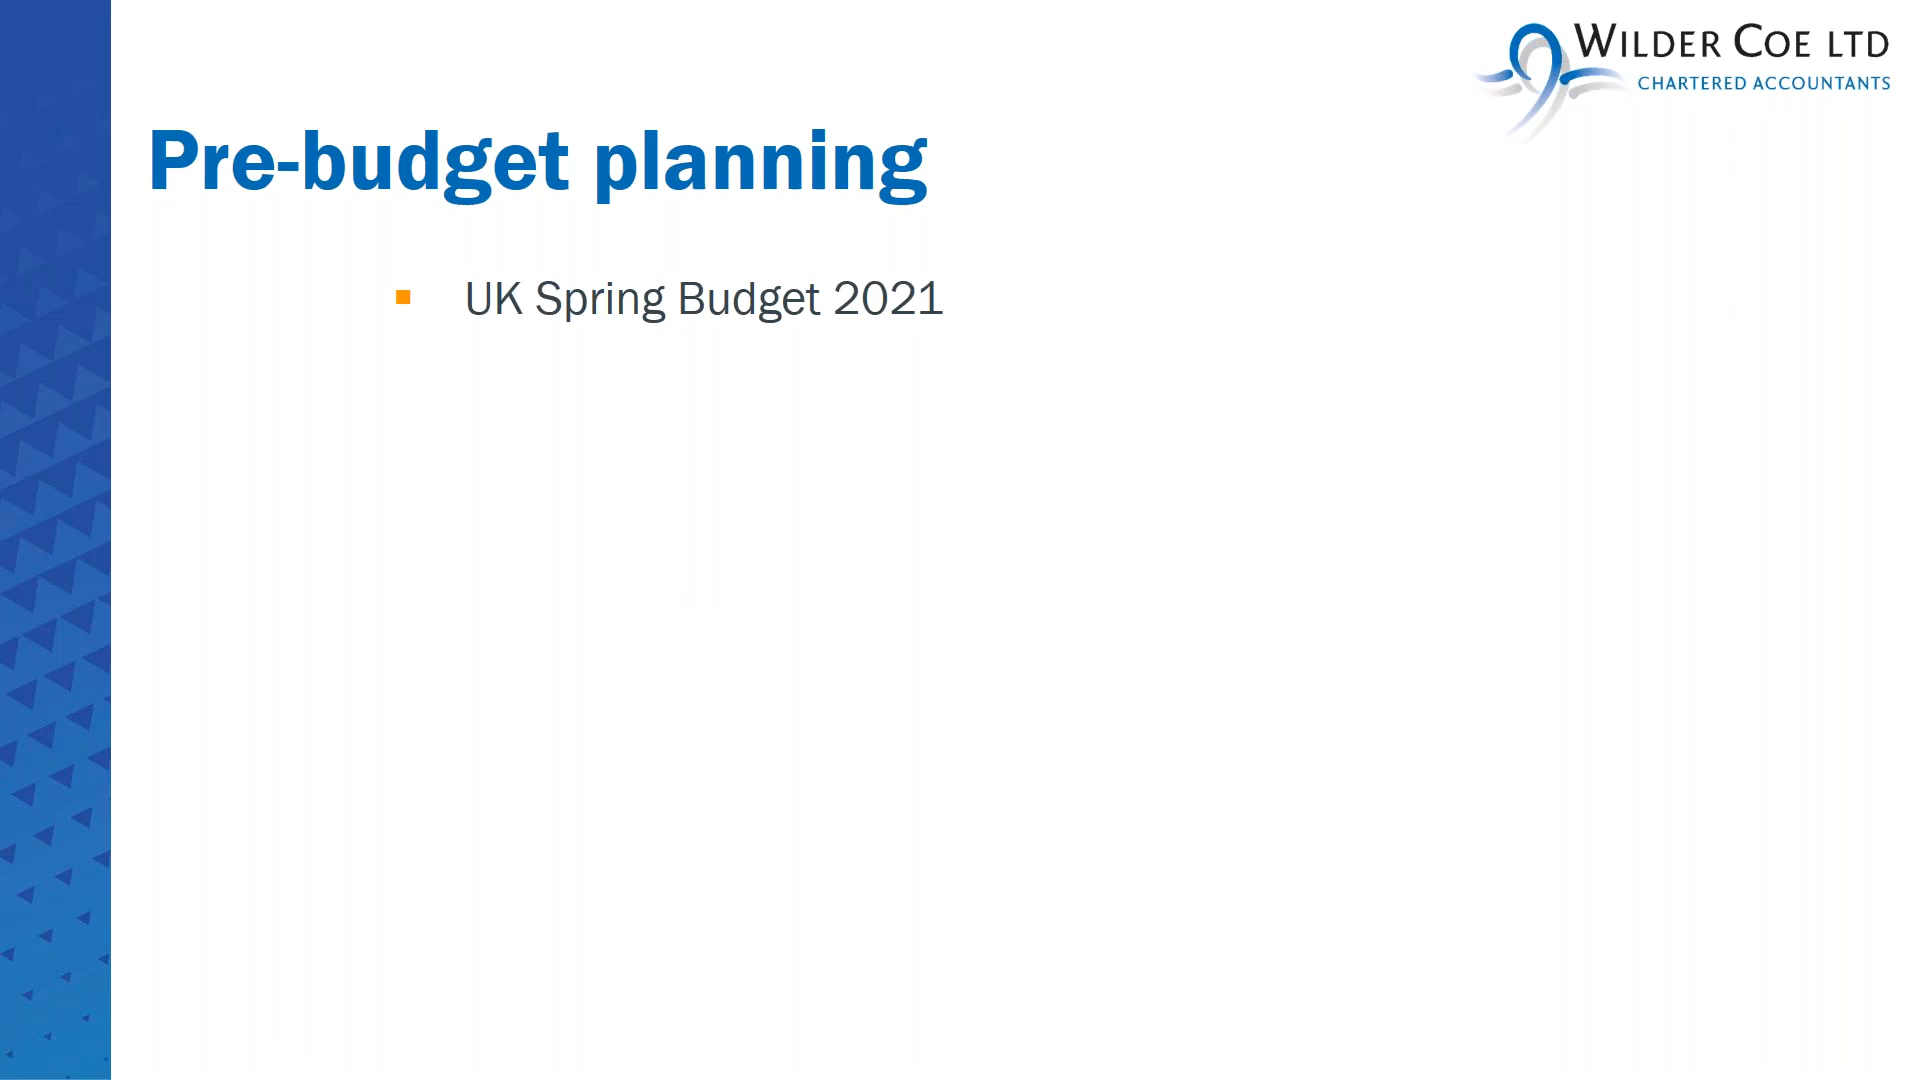 WILDER COE LTD
CHARTERED ACCOUNTANTS
Pre-budget planning
UK Spring Budget 2021